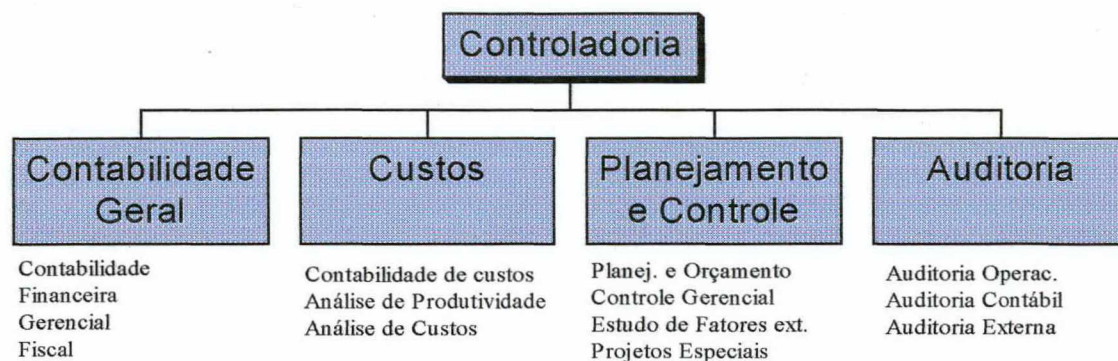 Controladoria
Contabilidade
Geral
Contabilidade
Financeira
Gerencial
Fiscal
Custos
Contabilidade de custos
Análise de Produtividade
Análise de Custos
Planejamento
e Controle
Planej. e Orçamento
Controle Gerencial
Estudo de Fatores ext.
Projetos Especiais
Auditoria
Auditoria Operac.
Auditoria Contábil
Auditoria Externa